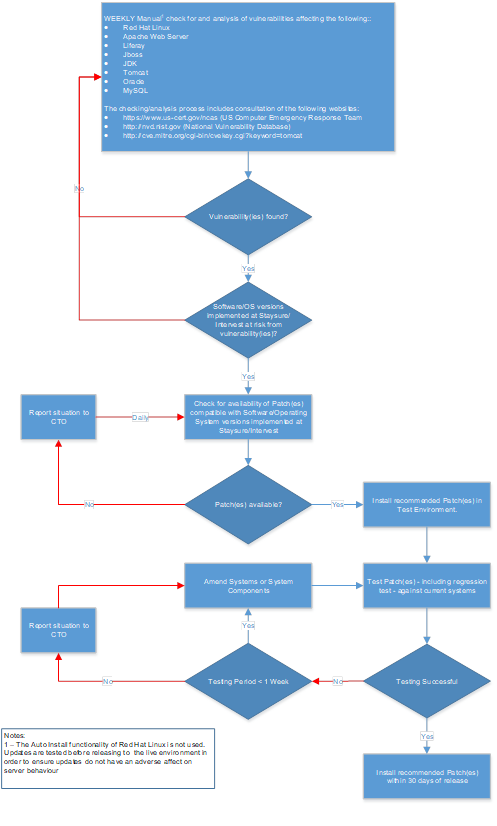 WEEKLY Manual¹ check for and analysis of vulnerabilities affecting the following::
• Red Hat Linux
• Apache Web Server
• Liferay
• Jboss
• JDK
• Tomcat
• Oracle
• MySQL
The checking/analysis process includes consultation of the following websites:
• https://www.us-cert.gov/ncas (US Computer Emergency Response Team
• http://nvd.nist.gov (National Vulnerability Database)
• http://cve.mitre.org/cgi-bin/cvekey.cgi?keyword=tomcat
No
Vulnerability(ies) found?
Yes
Software/OS versions
implemented at Staysure/
Intervest at risk from
vulnerability(ies)?
Yes
Report situation to
CTO
Daily
Check for availability of Patch(es)
compatible with Software/Operating
System versions implemented at
Staysure/Intervest
No
Patch(es) available?
Yes
Install recommended Patch(es) in
Test Environment.
Amend Systems or System
Components
Test Patch(es) - including regression
test - against current systems
Report situation to
CTO
Yes
No
Testing Period < 1 Week
No
Testing Successful
Yes
Notes:
1 – The Auto Install functionality of Red Hat Linux is not used.
Updates are tested before releasing to the live environment in
order to ensure updates do not have an adverse affect on
server behaviour
Install recommended Patch(es)
within 30 days of release